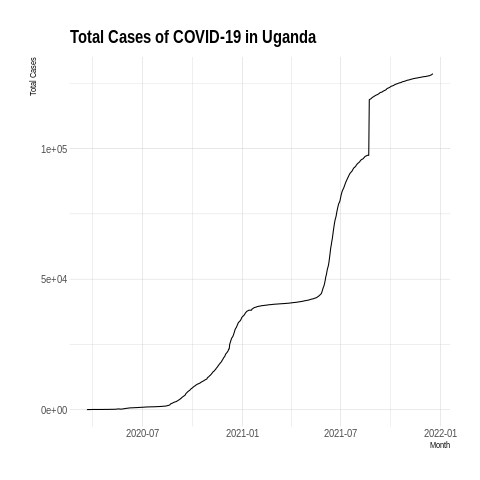 Total Cases of COVID-19 in Uganda
Total Cases
1e+05
5e+04
0e+00
2020-07 2021-01 2021-07 2022-01
Month